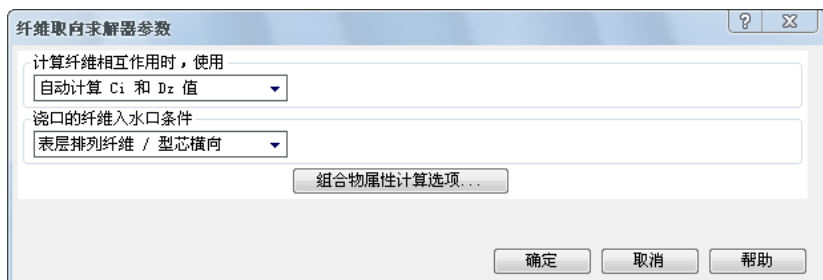 纤维取向求解器参数
计算纤维相互作用时，使用
自动计算 Ci 和 Dz 值
浇口的纤维入水口条件
表层排列纤维 / 型芯横向
组合物属性计算选项...
确定 取消 帮助